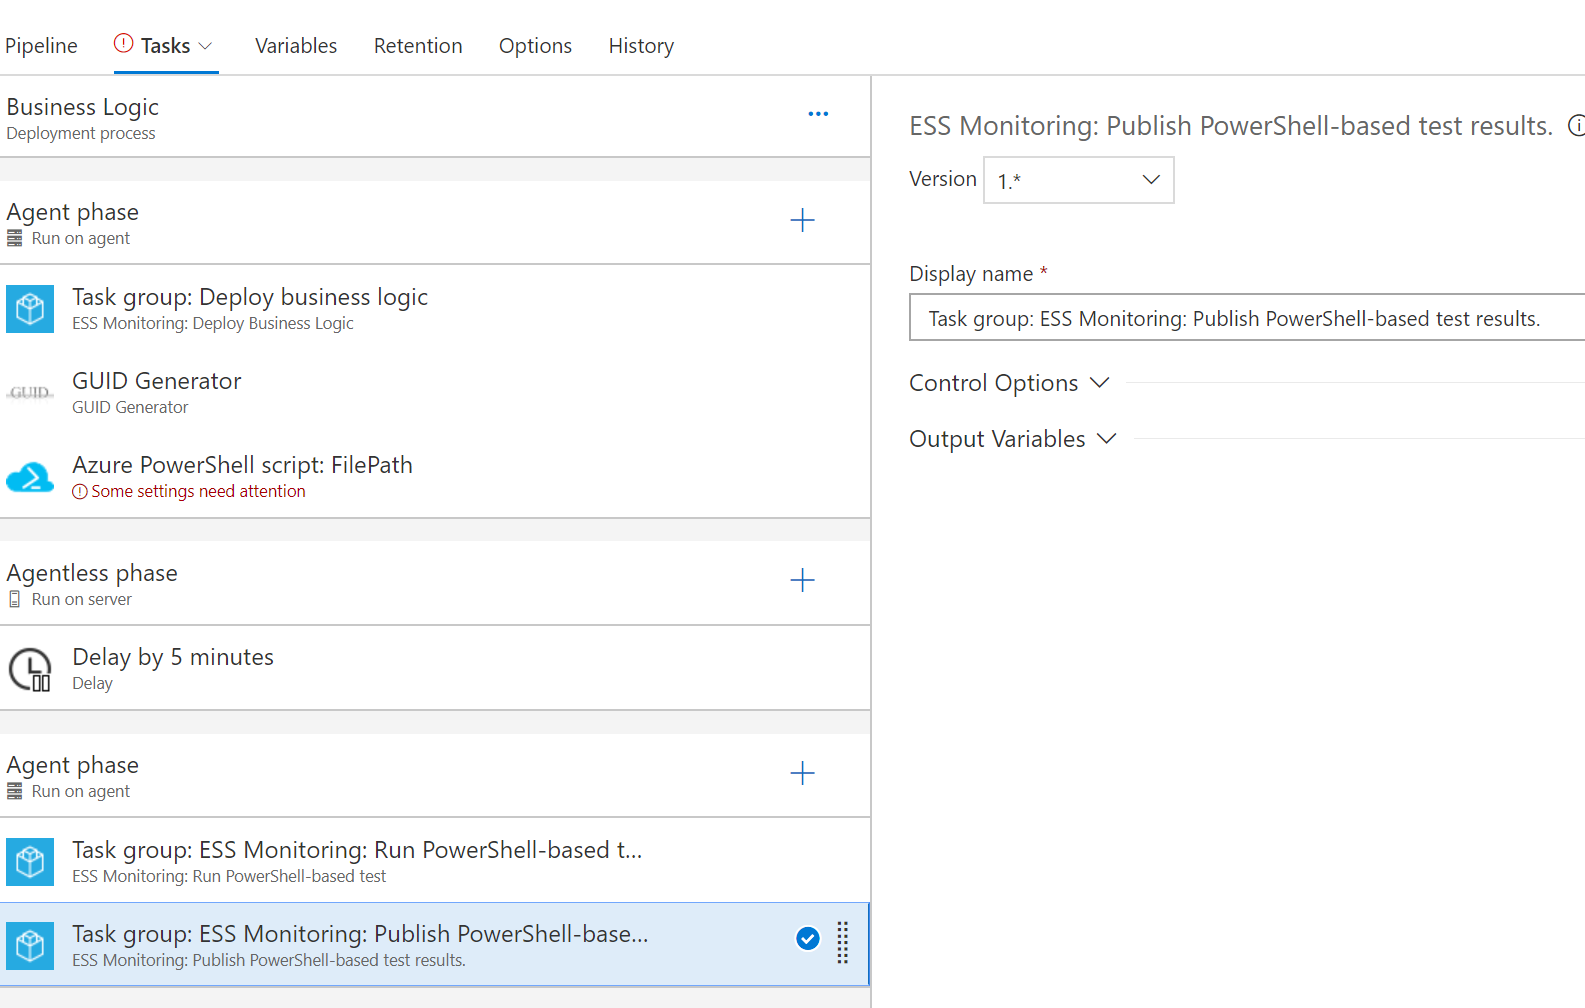 Pipeline
Tasks
Variables
Retention
Options
History
Business Logic
Deployment process
Agent phase
Run on agent
Task group: Deploy business logic
ESS Monitoring: Deploy Business Logic
GUID
GUID Generator
GUID Generator
Azure PowerShell script: FilePath
Some settings need attention
Agentless phase
Run on server
Delay by 5 minutes
Delay
Agent phase
Run on agent
Task group: ESS Monitoring: Run PowerShell-based t...
ESS Monitoring: Run PowerShell-based test
Task group: ESS Monitoring: Publish PowerShell-base...
ESS Monitoring: Publish PowerShell-based test results.
ESS Monitoring: Publish PowerShell-based test results.
Version
1.*
Display name *
Task group: ESS Monitoring: Publish PowerShell-based test results.
Control Options
Output Variables